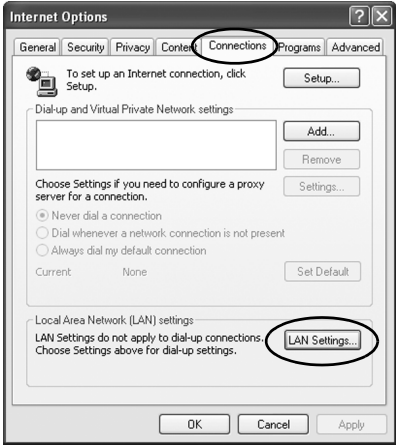 Internet Options
General Security Privacy Content Connections Programs Advanced
To set up an Internet connection, click
Setup.
Setup...
Dial-up and Virtual Private Network settings
Add...
Remove
Choose Settings if you need to configure a proxy
server for a connection.
Settings...
Never dial a connection
Dial whenever a network connection is not present
Always dial my default connection
Current None
Set Default
Local Area Network (LAN) settings
LAN Settings do not apply to dial-up connections.
Choose Settings above for dial-up settings.
LAN Settings...
OK Cancel Apply